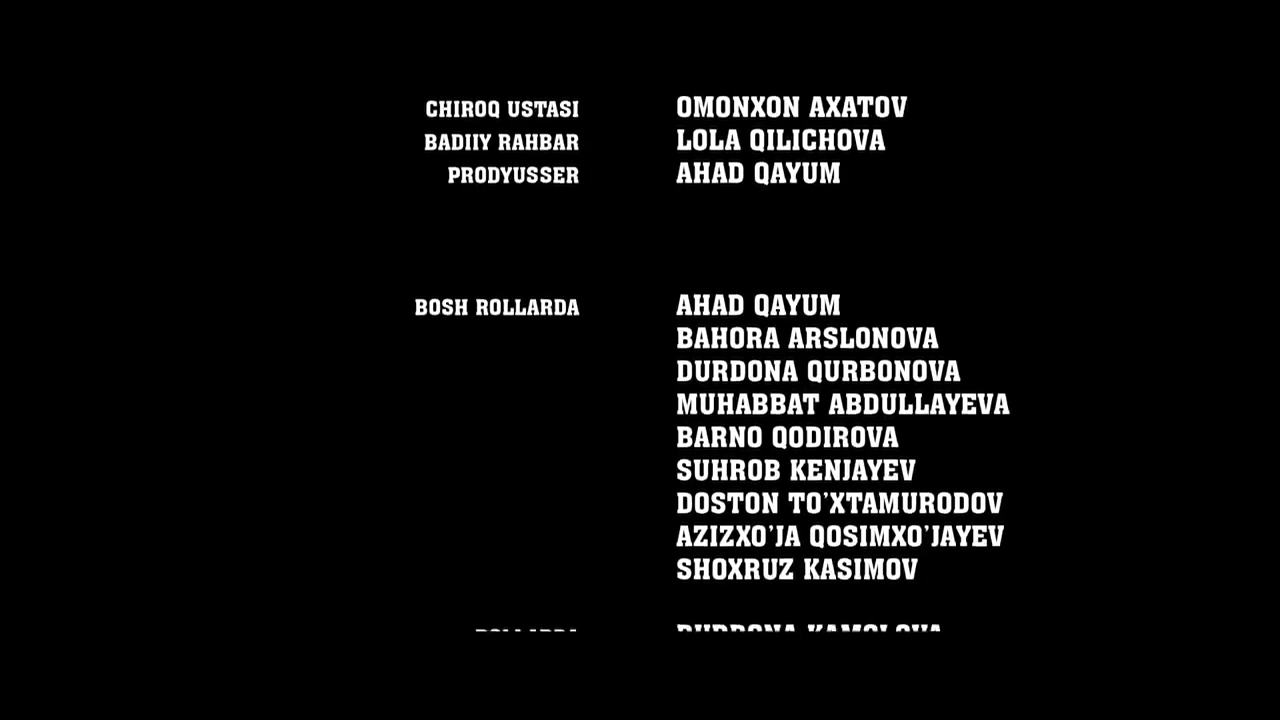 CHIROQ USTASI OMONXON AXATOV
BADIIY RAHBAR LOLA QILICHOVA
PRODYUSSER AHAD QAYUM
BOSH ROLLARDA AHAD QAYUM
BAHORA ARSLONOVA
DURDONA QURBONOVA
MUHABBAT ABDULLAYEVA
BARNO QODIROVA
SUHROB KENJAYEV
DOSTON TO'XTAMURODOV
AZIZXO'JA QOSIMXO'JAYEV
SHOXRUZ KASIMOV